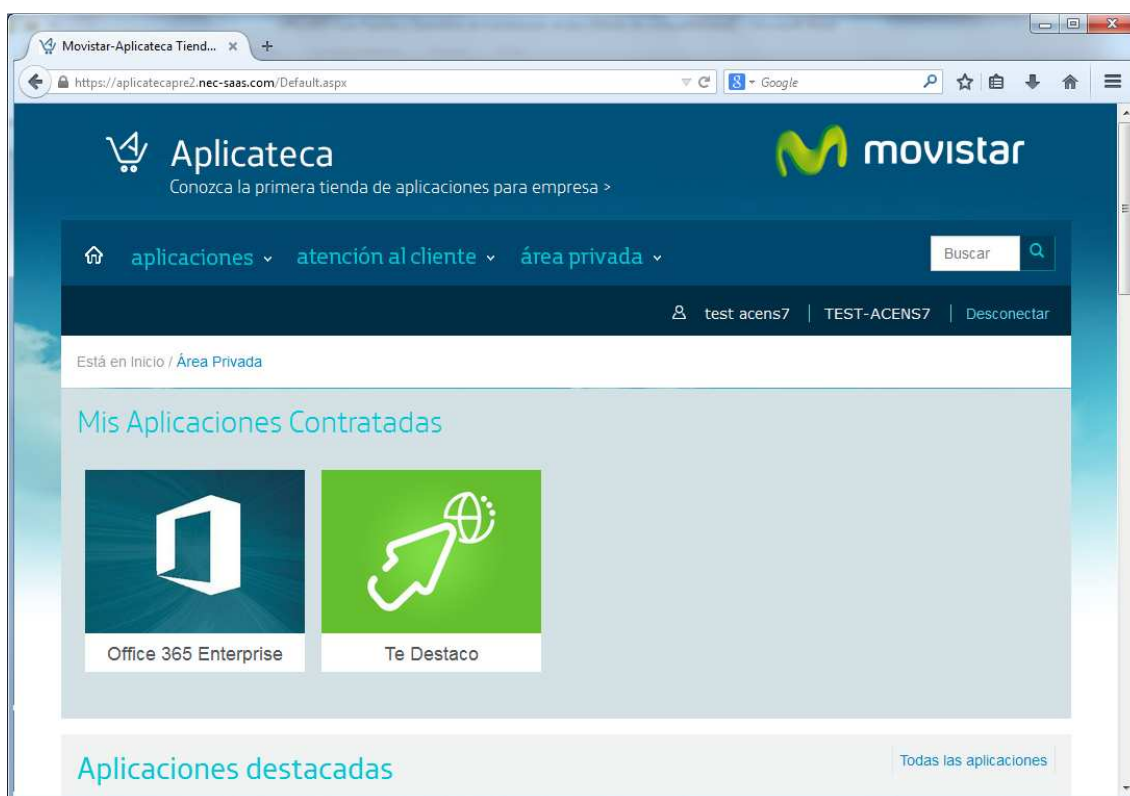 Movistar-Aplicateca Tiend...
https://aplicatecapre2.nec-saas.com/Default.aspx
Google
Aplicateca
Conozca la primera tienda de aplicaciones para empresa >
movistar
aplicaciones
atención al cliente
área privada
Buscar
test acens7 | TEST-ACENS7 | Desconectar
Está en Inicio / Área Privada
Mis Aplicaciones Contratadas
Office 365 Enterprise
Te Destaco
Aplicaciones destacadas
Todas las aplicaciones